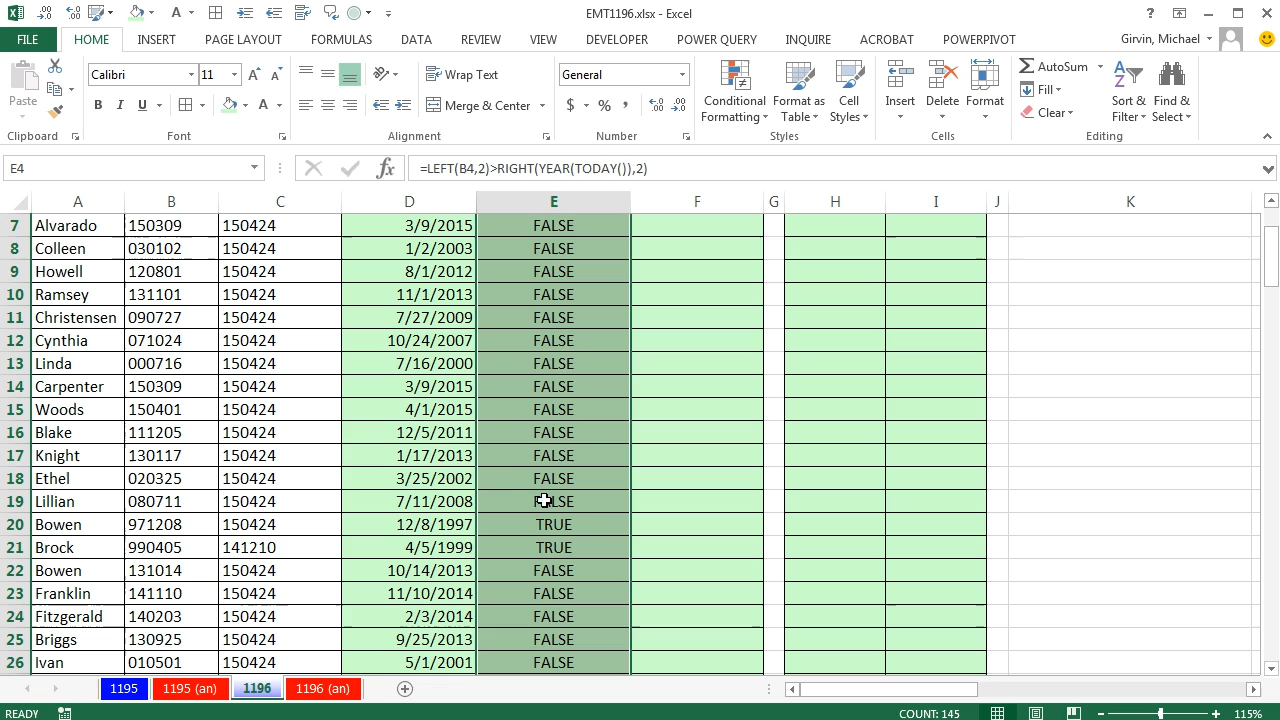 EMT1196.xlsx - Excel
FILE HOME INSERT PAGE LAYOUT FORMULAS DATA REVIEW VIEW DEVELOPER POWER QUERY INQUIRE ACROBAT POWERPIVOT Girvin, Michael
Paste
Clipboard
Calibri 11
B I U
Font
Wrap Text
Merge & Center
Alignment
General
$ % ,
Number
Conditional Formatting
Format as Table
Cell Styles
Styles
Insert Delete Format
Cells
AutoSum
Fill
Clear
Sort & Filter
Find & Select
Editing
E4 fx =LEFT(B4,2)>RIGHT(YEAR(TODAY()),2)
A B C D E F G H I J K
7 Alvarado 150309 150424 3/9/2015 FALSE
8 Colleen 030102 150424 1/2/2003 FALSE
9 Howell 120801 150424 8/1/2012 FALSE
10 Ramsey 131101 150424 11/1/2013 FALSE
11 Christensen 090727 150424 7/27/2009 FALSE
12 Cynthia 071024 150424 10/24/2007 FALSE
13 Linda 000716 150424 7/16/2000 FALSE
14 Carpenter 150309 150424 3/9/2015 FALSE
15 Woods 150401 150424 4/1/2015 FALSE
16 Blake 111205 150424 12/5/2011 FALSE
17 Knight 130117 150424 1/17/2013 FALSE
18 Ethel 020325 150424 3/25/2002 FALSE
19 Lillian 080711 150424 7/11/2008 FALSE
20 Bowen 971208 150424 12/8/1997 TRUE
21 Brock 990405 141210 4/5/1999 TRUE
22 Bowen 131014 150424 10/14/2013 FALSE
23 Franklin 141110 150424 11/10/2014 FALSE
24 Fitzgerald 140203 150424 2/3/2014 FALSE
25 Briggs 130925 150424 9/25/2013 FALSE
26 Ivan 010501 150424 5/1/2001 FALSE
1195 1195 (an) 1196 1196 (an)
READY COUNT: 145 115%